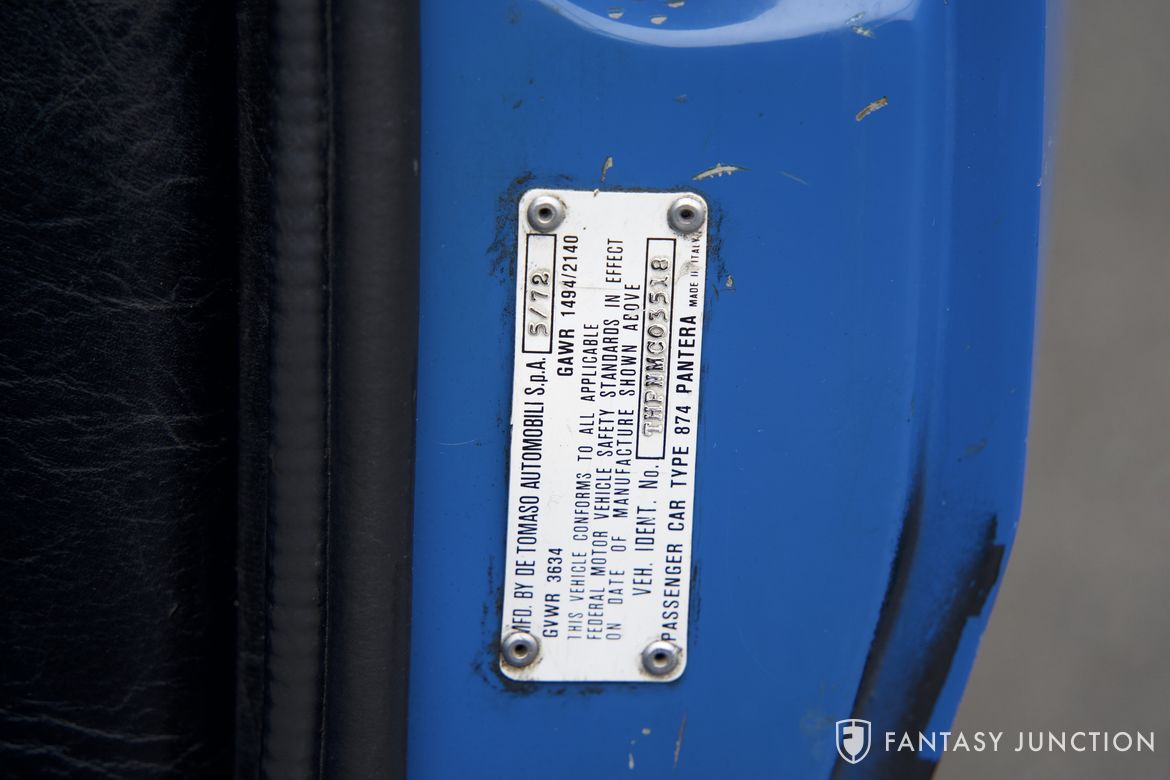 MFD. BY DE TOMASO AUTOMOBILI S.p.A. 5/72
GVWR 3634 GAWR 1494/2140
THIS VEHICLE CONFORMS TO ALL APPLICABLE
FEDERAL MOTOR VEHICLE SAFETY STANDARDS IN EFFECT
ON DATE OF MANUFACTURE SHOWN ABOVE
VEH. IDENT. No. THPNMC03518
PASSENGER CAR TYPE 874 PANTERA MADE IN ITALY
FANTASY JUNCTION